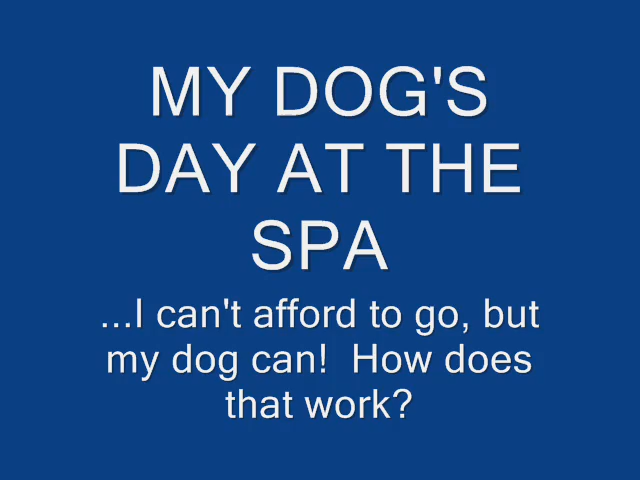 MY DOG'S
DAY AT THE
SPA
...I can't afford to go, but
my dog can!  How does
that work?